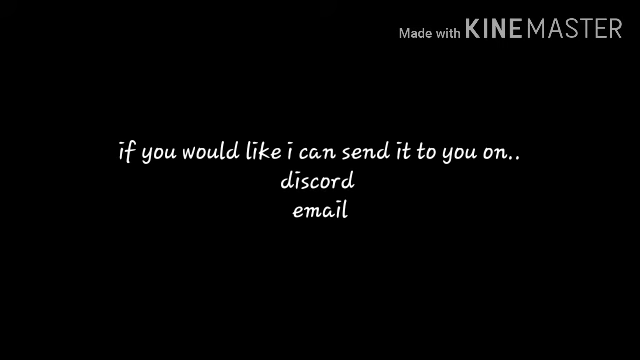 Made with KINEMASTER
if you would like i can send it to you on..
discord
email